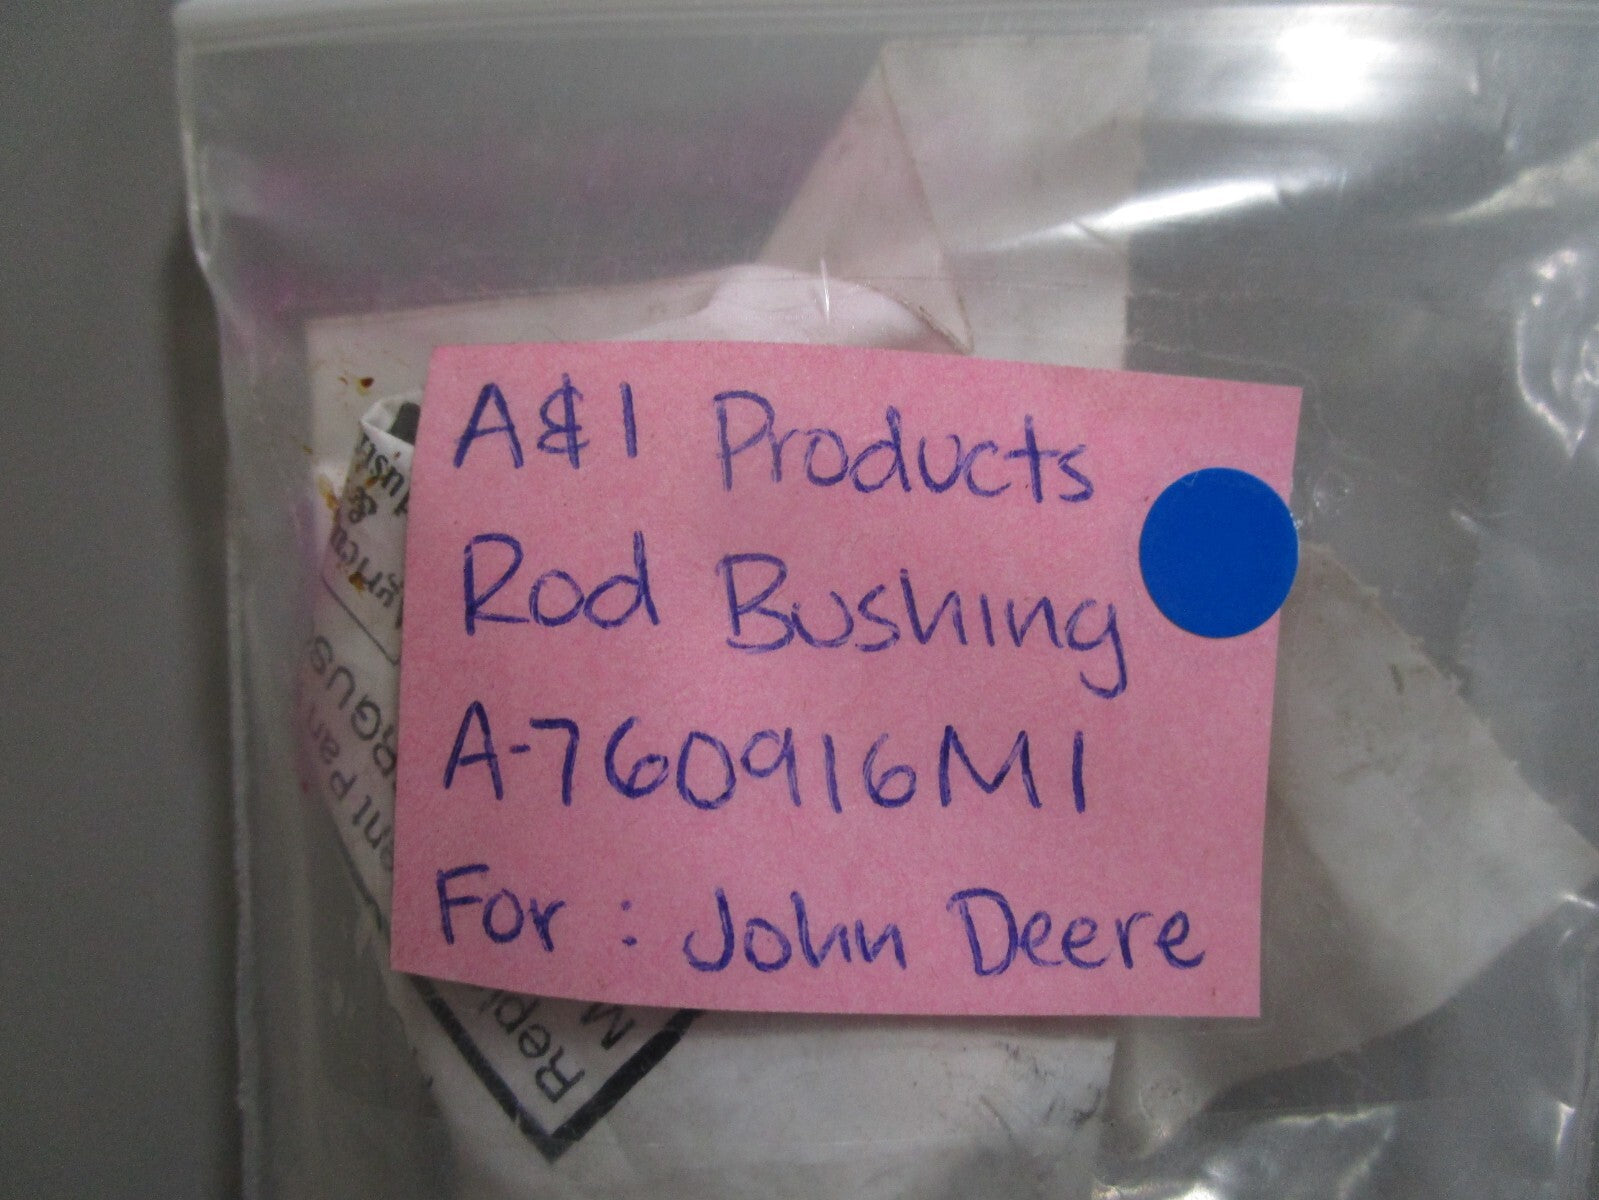 A&I Products
Rod Bushing
A-760916M1
For: John Deere